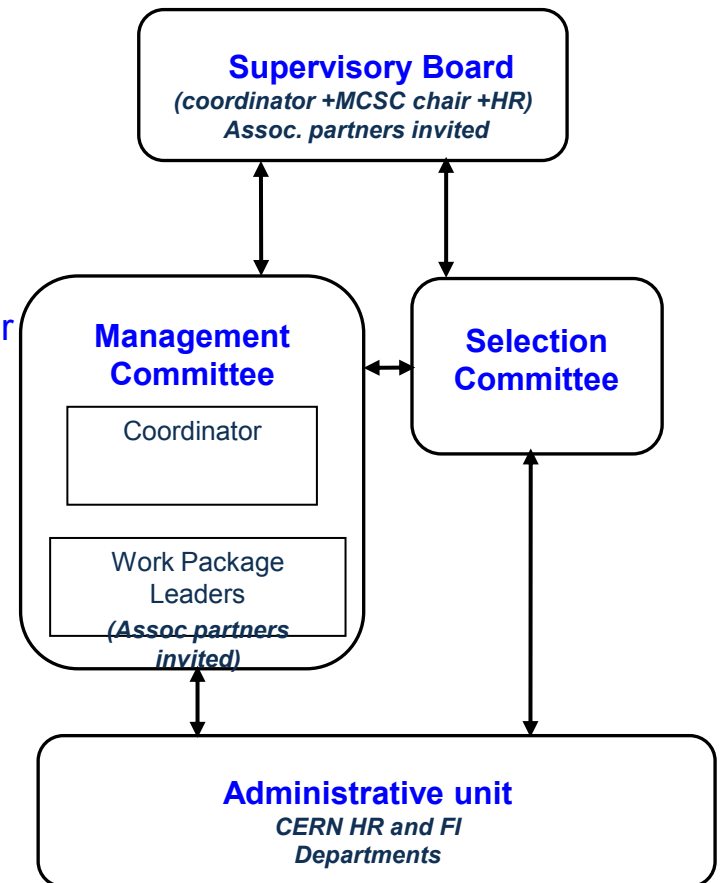 Supervisory Board
(coordinator +MCSC chair +HR)
Assoc. partners invited
r
Management
Committee
Selection
Committee
Coordinator
Work Package
Leaders
(Assoc partners
invited)
Administrative unit
CERN HR and FI
Departments